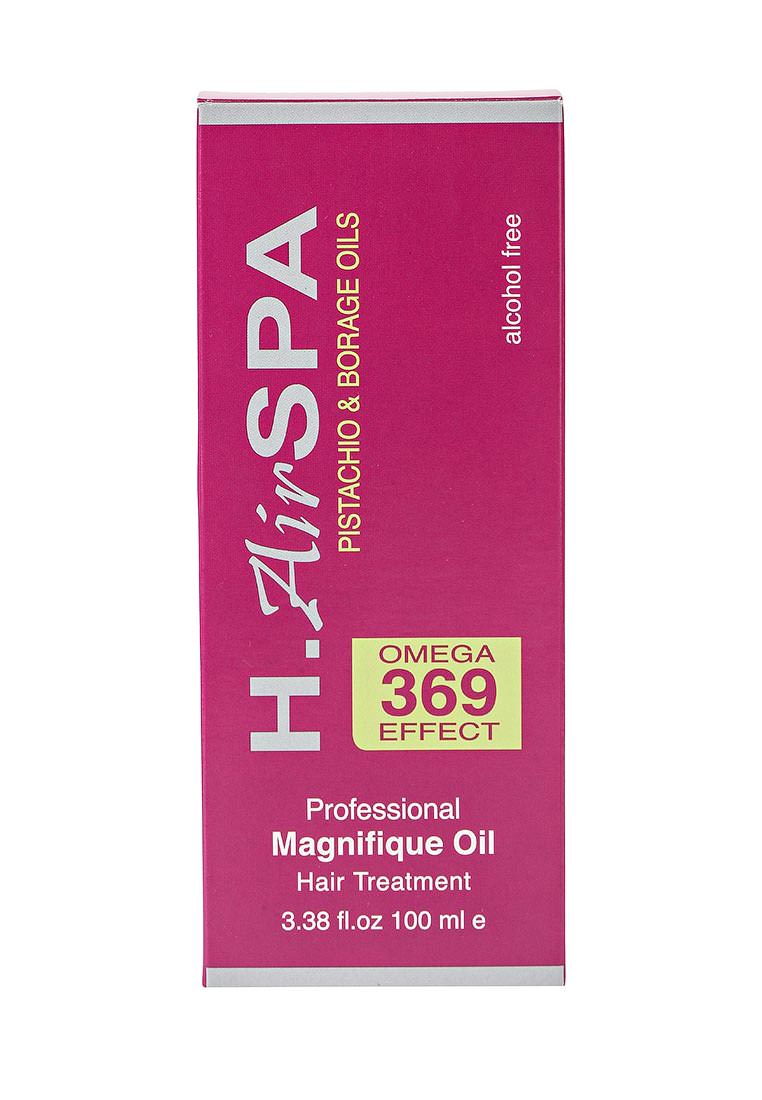 H.AirSPA
PISTACHIO & BORAGE OILS
alcohol free
OMEGA
369
EFFECT
Professional
Magnifique Oil
Hair Treatment
3.38 fl.oz 100 ml e